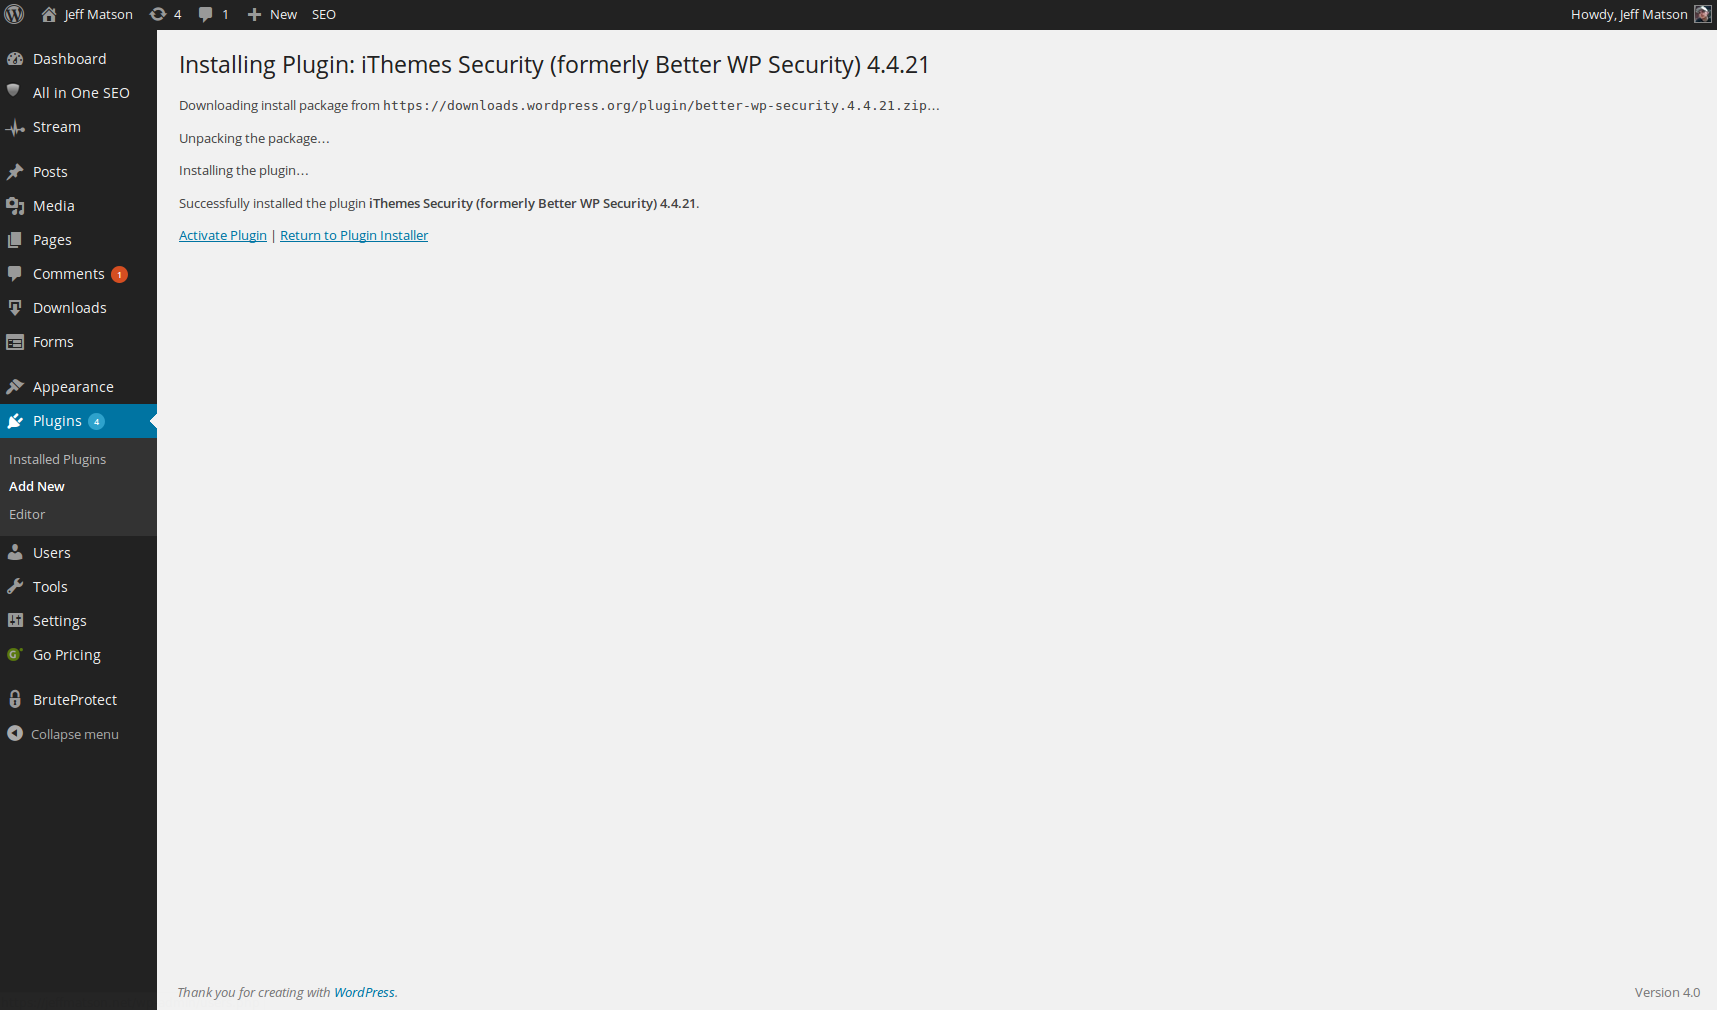 Jeff Matson 4 1 New SEO Howdy, Jeff Matson
Dashboard
All in One SEO
Stream
Posts
Media
Pages
Comments 1
Downloads
Forms
Appearance
Plugins 4
Installed Plugins
Add New
Editor
Users
Tools
Settings
Go Pricing
BruteProtect
Collapse menu
Installing Plugin: iThemes Security (formerly Better WP Security) 4.4.21
Downloading install package from https://downloads.wordpress.org/plugin/better-wp-security.4.4.21.zip…
Unpacking the package…
Installing the plugin…
Successfully installed the plugin iThemes Security (formerly Better WP Security) 4.4.21.
Activate Plugin | Return to Plugin Installer
Thank you for creating with WordPress. Version 4.0